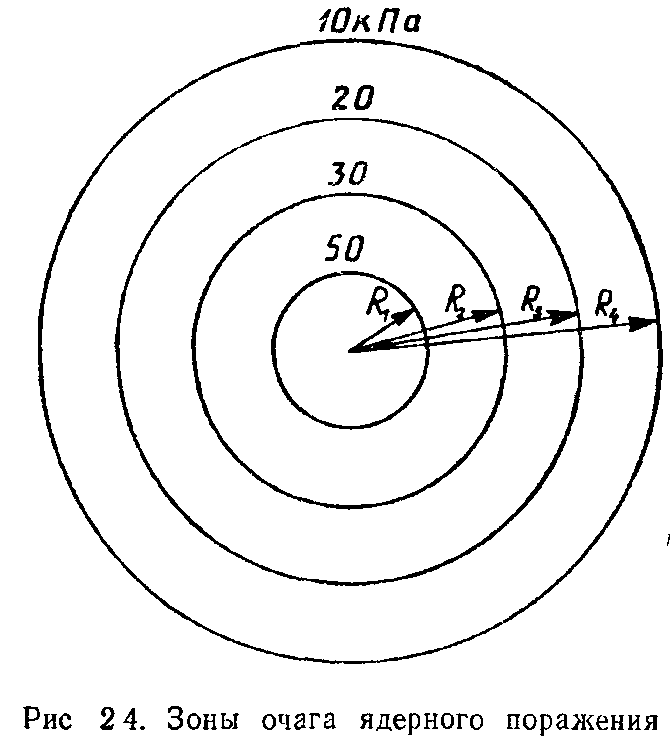 10кПа
20
30
50
R₁ R₂ R₃ R₄
Рис 24. Зоны очага ядерного поражения